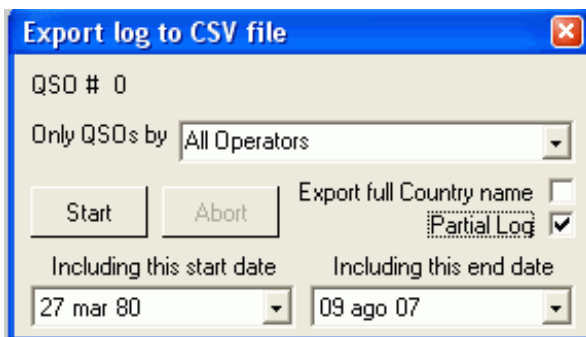 Export log to CSV file
QSO # 0
Only QSOs by All Operators
Start Abort Export full Country name
Partial Log
Including this start date Including this end date
27 mar 80 09 ago 07